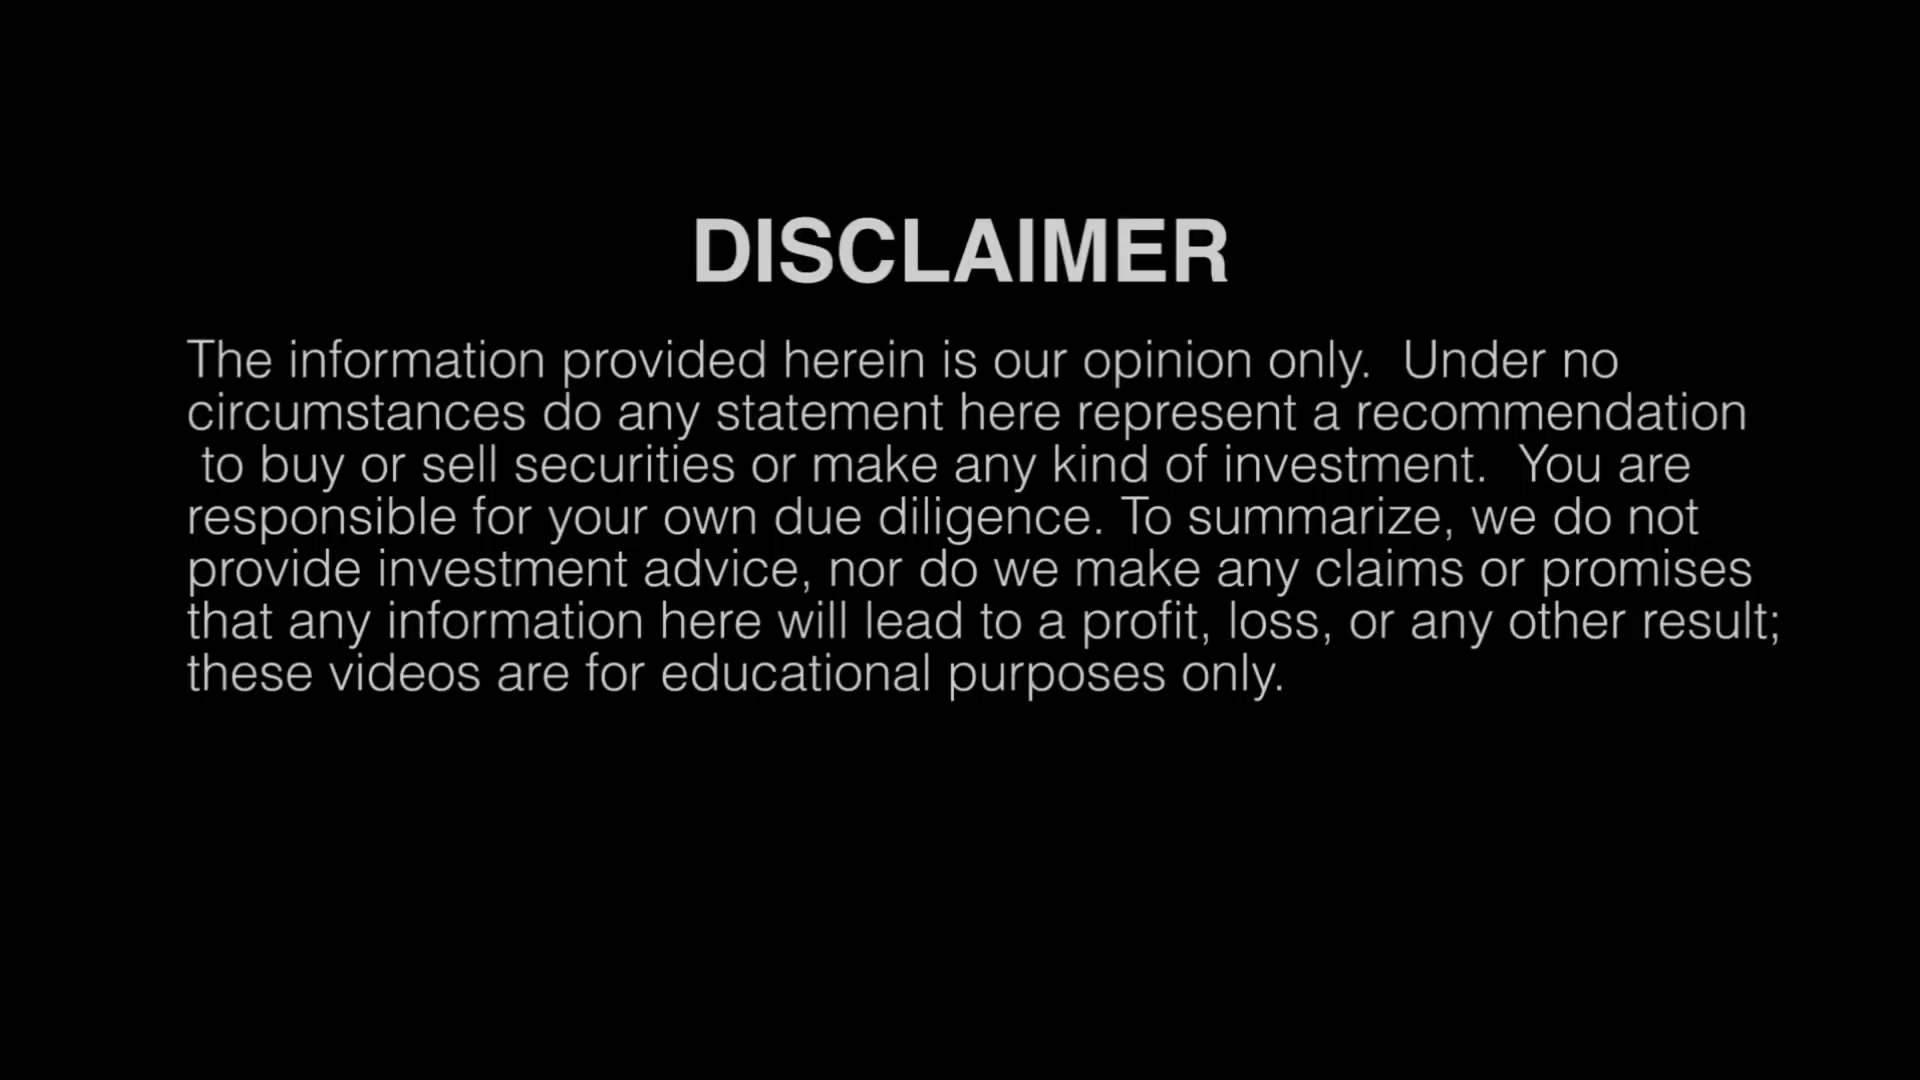 DISCLAIMER
The information provided herein is our opinion only.  Under no
circumstances do any statement here represent a recommendation
to buy or sell securities or make any kind of investment.  You are
responsible for your own due diligence. To summarize, we do not
provide investment advice, nor do we make any claims or promises
that any information here will lead to a profit, loss, or any other result;
these videos are for educational purposes only.